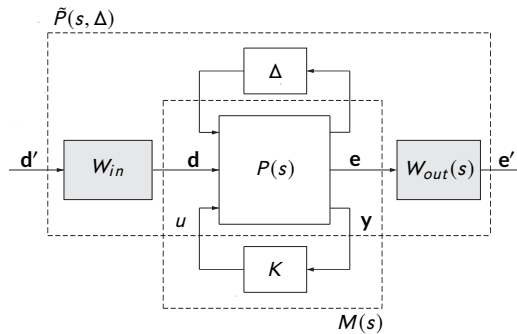 P̃(s, Δ)
Δ
d′
W_in
d
P(s)
e
W_out(s)
e′
u
y
K
M(s)